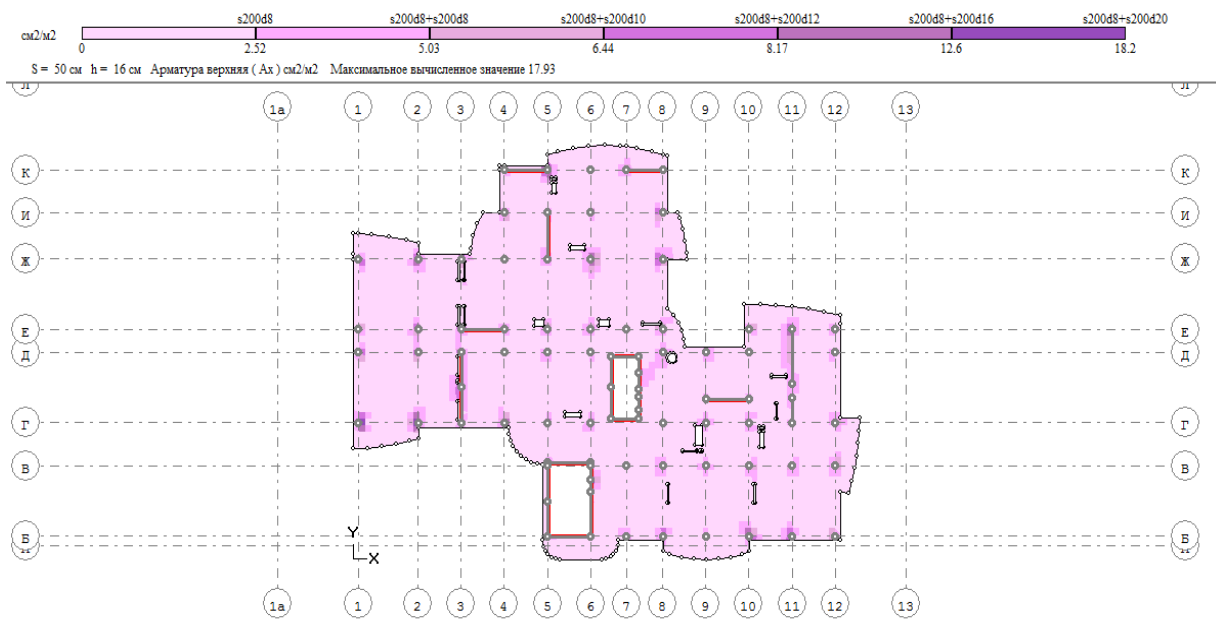 s200d8 s200d8+s200d8 s200d8+s200d10 s200d8+s200d12 s200d8+s200d16 s200d8+s200d20
см2/м2
0 2.52 5.03 6.44 8.17 12.6 18.2
S = 50 см h = 16 см Арматура верхняя ( Ax ) см2/м2 Максимальное вычисленное значение 17.93
1а 1 2 3 4 5 6 7 8 9 10 11 12 13
К К
И И
Ж Ж
Е Е
Д Д
Г Г
В В
Y
Б Б
X
1а 1 2 3 4 5 6 7 8 9 10 11 12 13